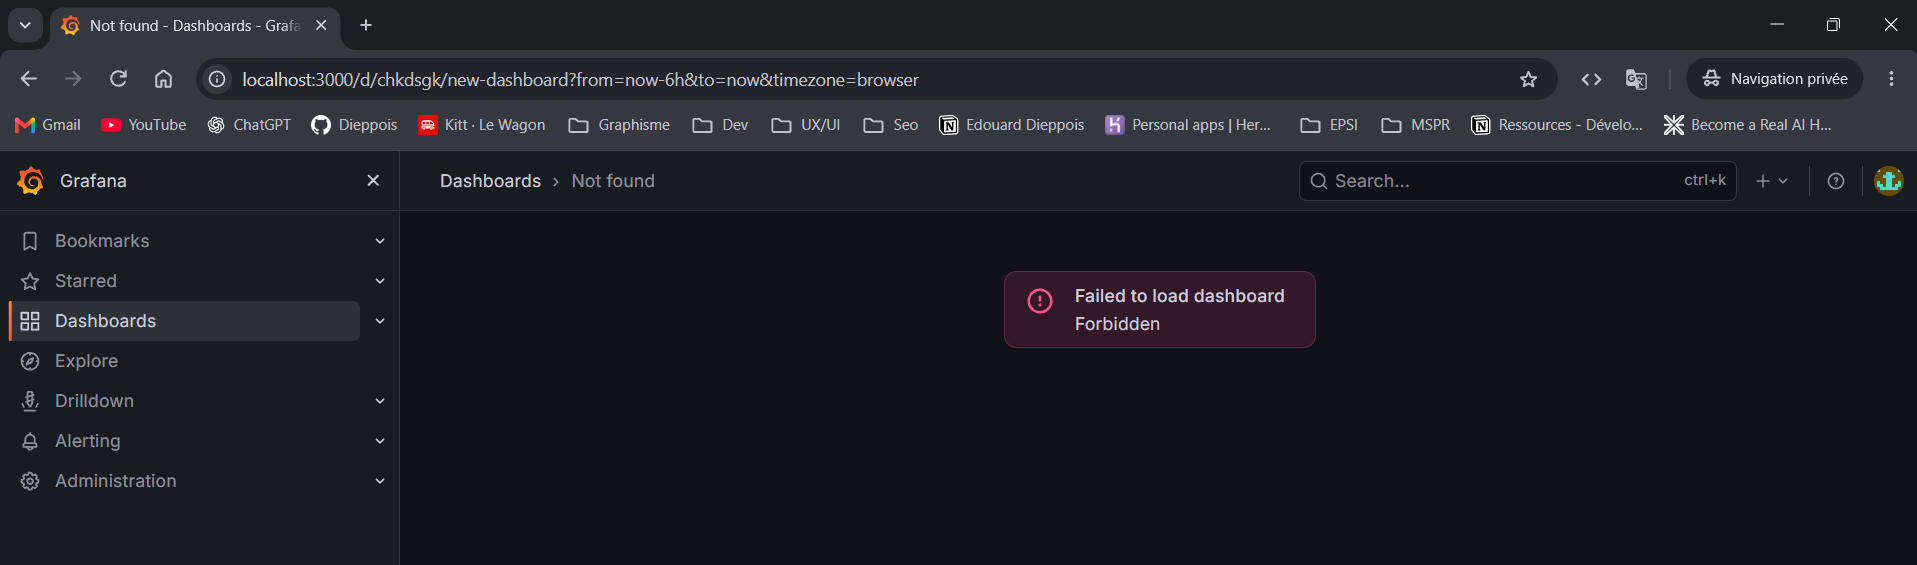 Not found - Dashboards - Grafa
localhost:3000/d/chkdsgk/new-dashboard?from=now-6h&to=now&timezone=browser
Navigation privée
Gmail
YouTube
ChatGPT
Dieppois
Kitt · Le Wagon
Graphisme
Dev
UX/UI
Seo
Edouard Dieppois
Personal apps | Her...
EPSI
MSPR
Ressources - Dévelo...
Become a Real AI H...
Grafana
Dashboards › Not found
Search...
ctrl+k
Bookmarks
Starred
Dashboards
Explore
Drilldown
Alerting
Administration
Failed to load dashboard
Forbidden